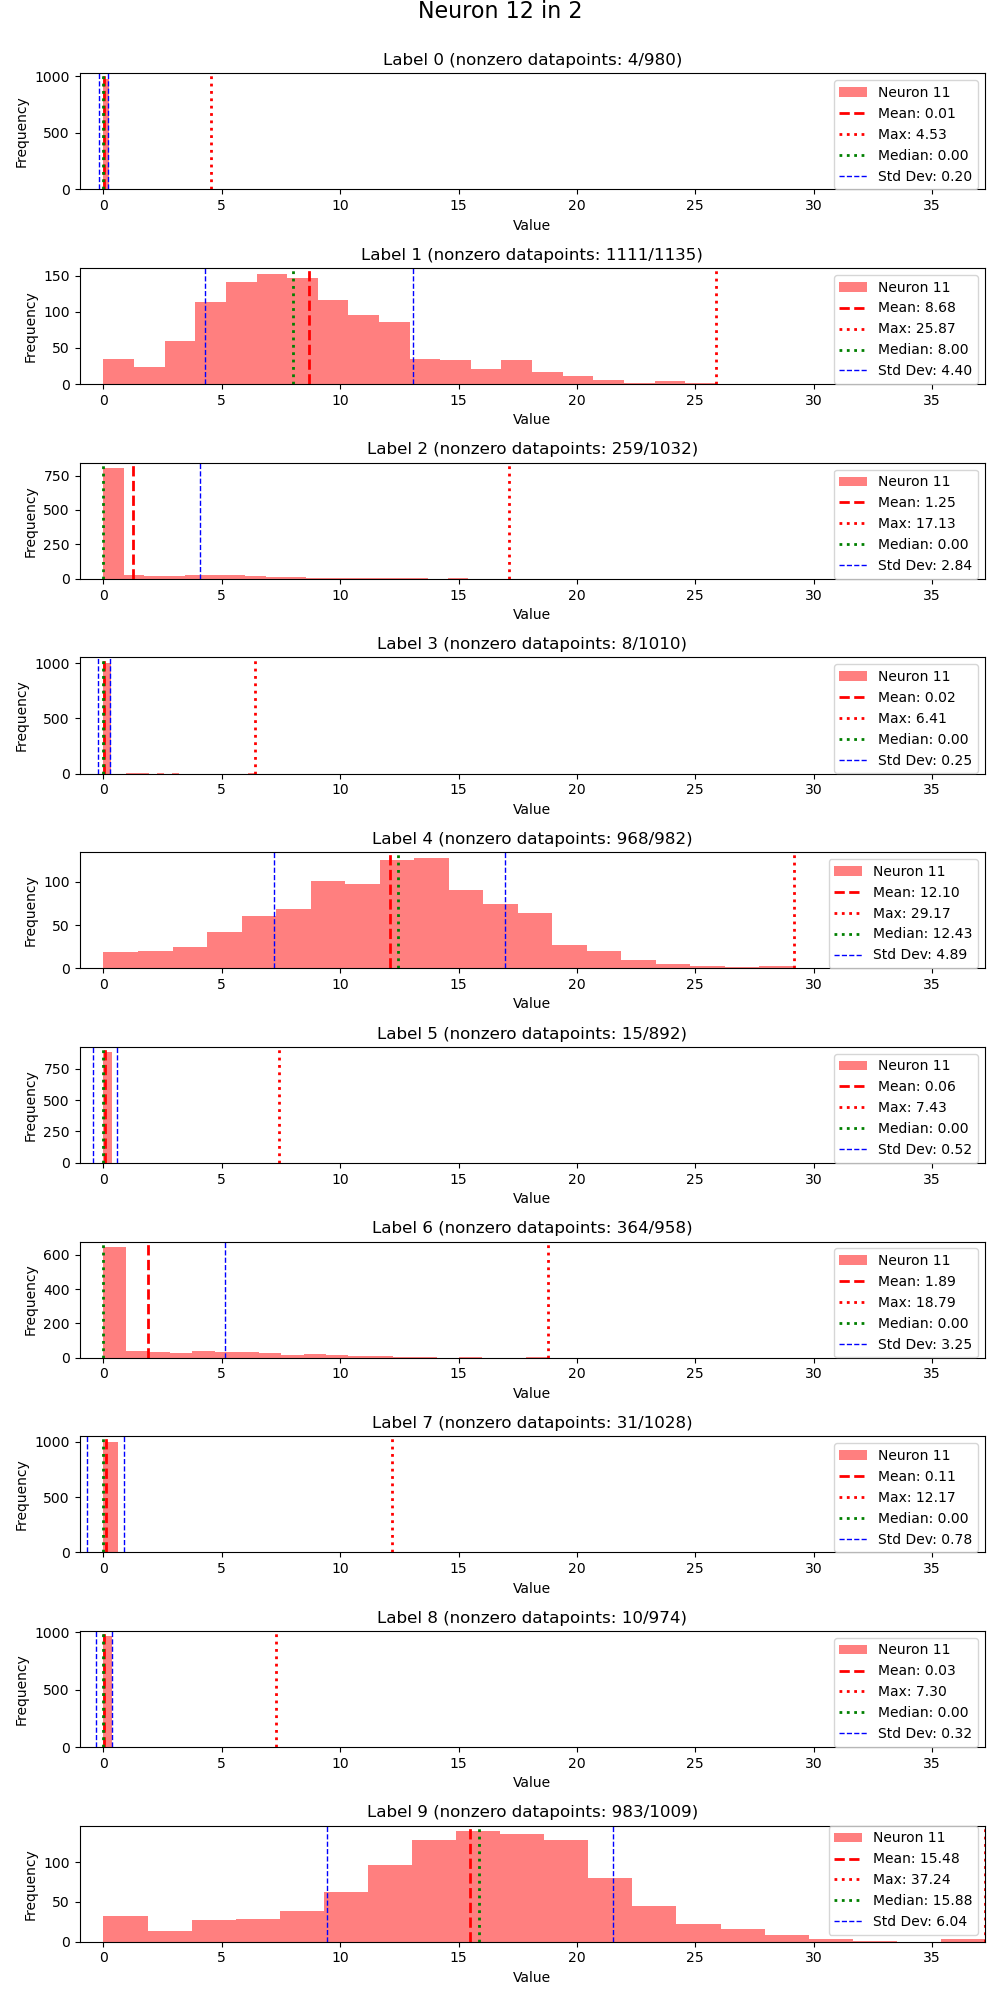 Neuron 12 in 2
Label 0 (nonzero datapoints: 4/980)
Frequency
1000
500
0
Neuron 11
Mean: 0.01
Max: 4.53
Median: 0.00
Std Dev: 0.20
0 5 10 15 20 25 30 35
Value
Label 1 (nonzero datapoints: 1111/1135)
Frequency
150
100
50
0
Neuron 11
Mean: 8.68
Max: 25.87
Median: 8.00
Std Dev: 4.40
0 5 10 15 20 25 30 35
Value
Label 2 (nonzero datapoints: 259/1032)
Frequency
750
500
250
0
Neuron 11
Mean: 1.25
Max: 17.13
Median: 0.00
Std Dev: 2.84
0 5 10 15 20 25 30 35
Value
Label 3 (nonzero datapoints: 8/1010)
Frequency
1000
500
0
Neuron 11
Mean: 0.02
Max: 6.41
Median: 0.00
Std Dev: 0.25
0 5 10 15 20 25 30 35
Value
Label 4 (nonzero datapoints: 968/982)
Frequency
100
50
0
Neuron 11
Mean: 12.10
Max: 29.17
Median: 12.43
Std Dev: 4.89
0 5 10 15 20 25 30 35
Value
Label 5 (nonzero datapoints: 15/892)
Frequency
750
500
250
0
Neuron 11
Mean: 0.06
Max: 7.43
Median: 0.00
Std Dev: 0.52
0 5 10 15 20 25 30 35
Value
Label 6 (nonzero datapoints: 364/958)
Frequency
600
400
200
0
Neuron 11
Mean: 1.89
Max: 18.79
Median: 0.00
Std Dev: 3.25
0 5 10 15 20 25 30 35
Value
Label 7 (nonzero datapoints: 31/1028)
Frequency
1000
500
0
Neuron 11
Mean: 0.11
Max: 12.17
Median: 0.00
Std Dev: 0.78
0 5 10 15 20 25 30 35
Value
Label 8 (nonzero datapoints: 10/974)
Frequency
1000
500
0
Neuron 11
Mean: 0.03
Max: 7.30
Median: 0.00
Std Dev: 0.32
0 5 10 15 20 25 30 35
Value
Label 9 (nonzero datapoints: 983/1009)
Frequency
100
50
0
Neuron 11
Mean: 15.48
Max: 37.24
Median: 15.88
Std Dev: 6.04
0 5 10 15 20 25 30 35
Value